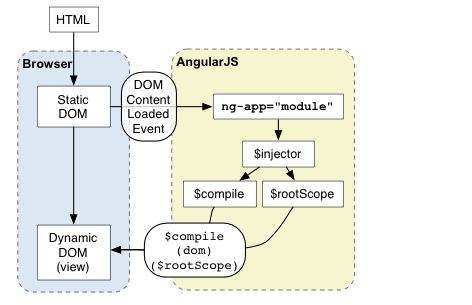 HTML
Browser
AngularJS
DOM
Content
Loaded
Event
Static
DOM
ng-app="module"
$injector
$compile
$rootScope
Dynamic
DOM
(view)
$compile
(dom)
($rootScope)